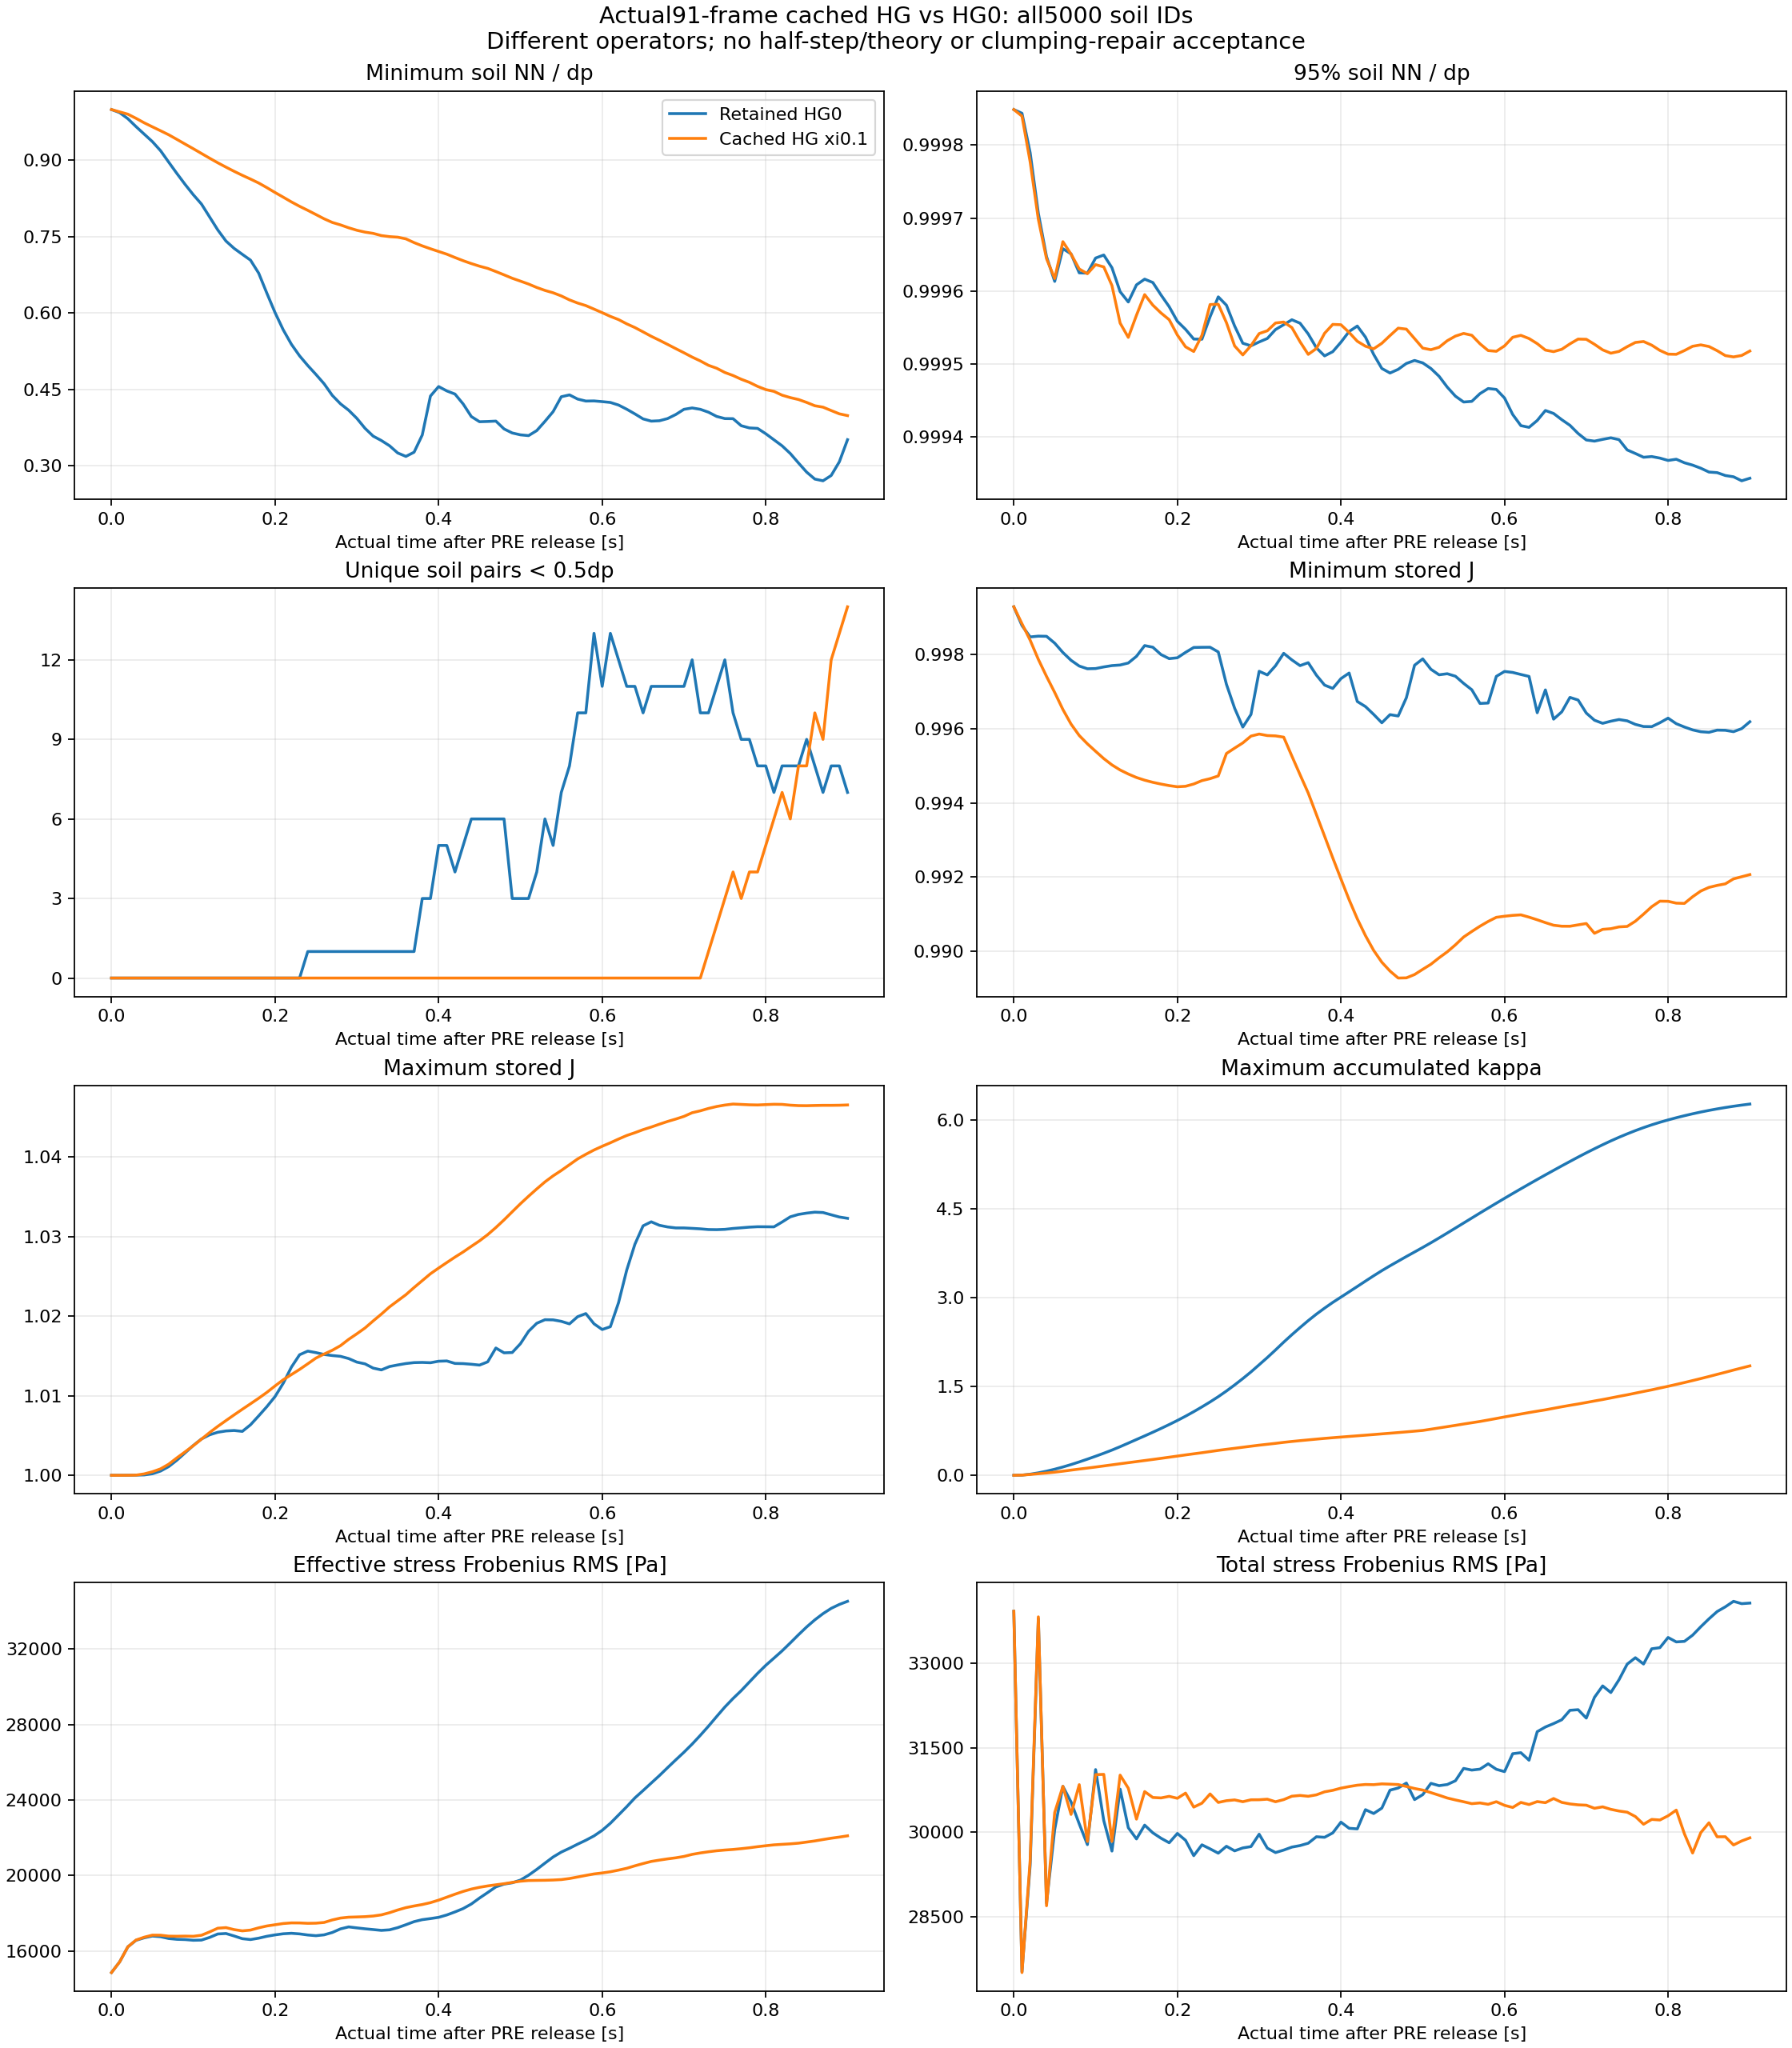 Actual91-frame cached HG vs HG0: all5000 soil IDs
Different operators; no half-step/theory or clumping-repair acceptance
Minimum soil NN / dp
Retained HG0
Cached HG xi0.1
0.90
0.75
0.60
0.45
0.30
0.0 0.2 0.4 0.6 0.8
Actual time after PRE release [s]
95% soil NN / dp
0.9998
0.9997
0.9996
0.9995
0.9994
0.0 0.2 0.4 0.6 0.8
Actual time after PRE release [s]
Unique soil pairs < 0.5dp
12
9
6
3
0
0.0 0.2 0.4 0.6 0.8
Actual time after PRE release [s]
Minimum stored J
0.998
0.996
0.994
0.992
0.990
0.0 0.2 0.4 0.6 0.8
Actual time after PRE release [s]
Maximum stored J
1.04
1.03
1.02
1.01
1.00
0.0 0.2 0.4 0.6 0.8
Actual time after PRE release [s]
Maximum accumulated kappa
6.0
4.5
3.0
1.5
0.0
0.0 0.2 0.4 0.6 0.8
Actual time after PRE release [s]
Effective stress Frobenius RMS [Pa]
32000
28000
24000
20000
16000
0.0 0.2 0.4 0.6 0.8
Actual time after PRE release [s]
Total stress Frobenius RMS [Pa]
33000
31500
30000
28500
0.0 0.2 0.4 0.6 0.8
Actual time after PRE release [s]